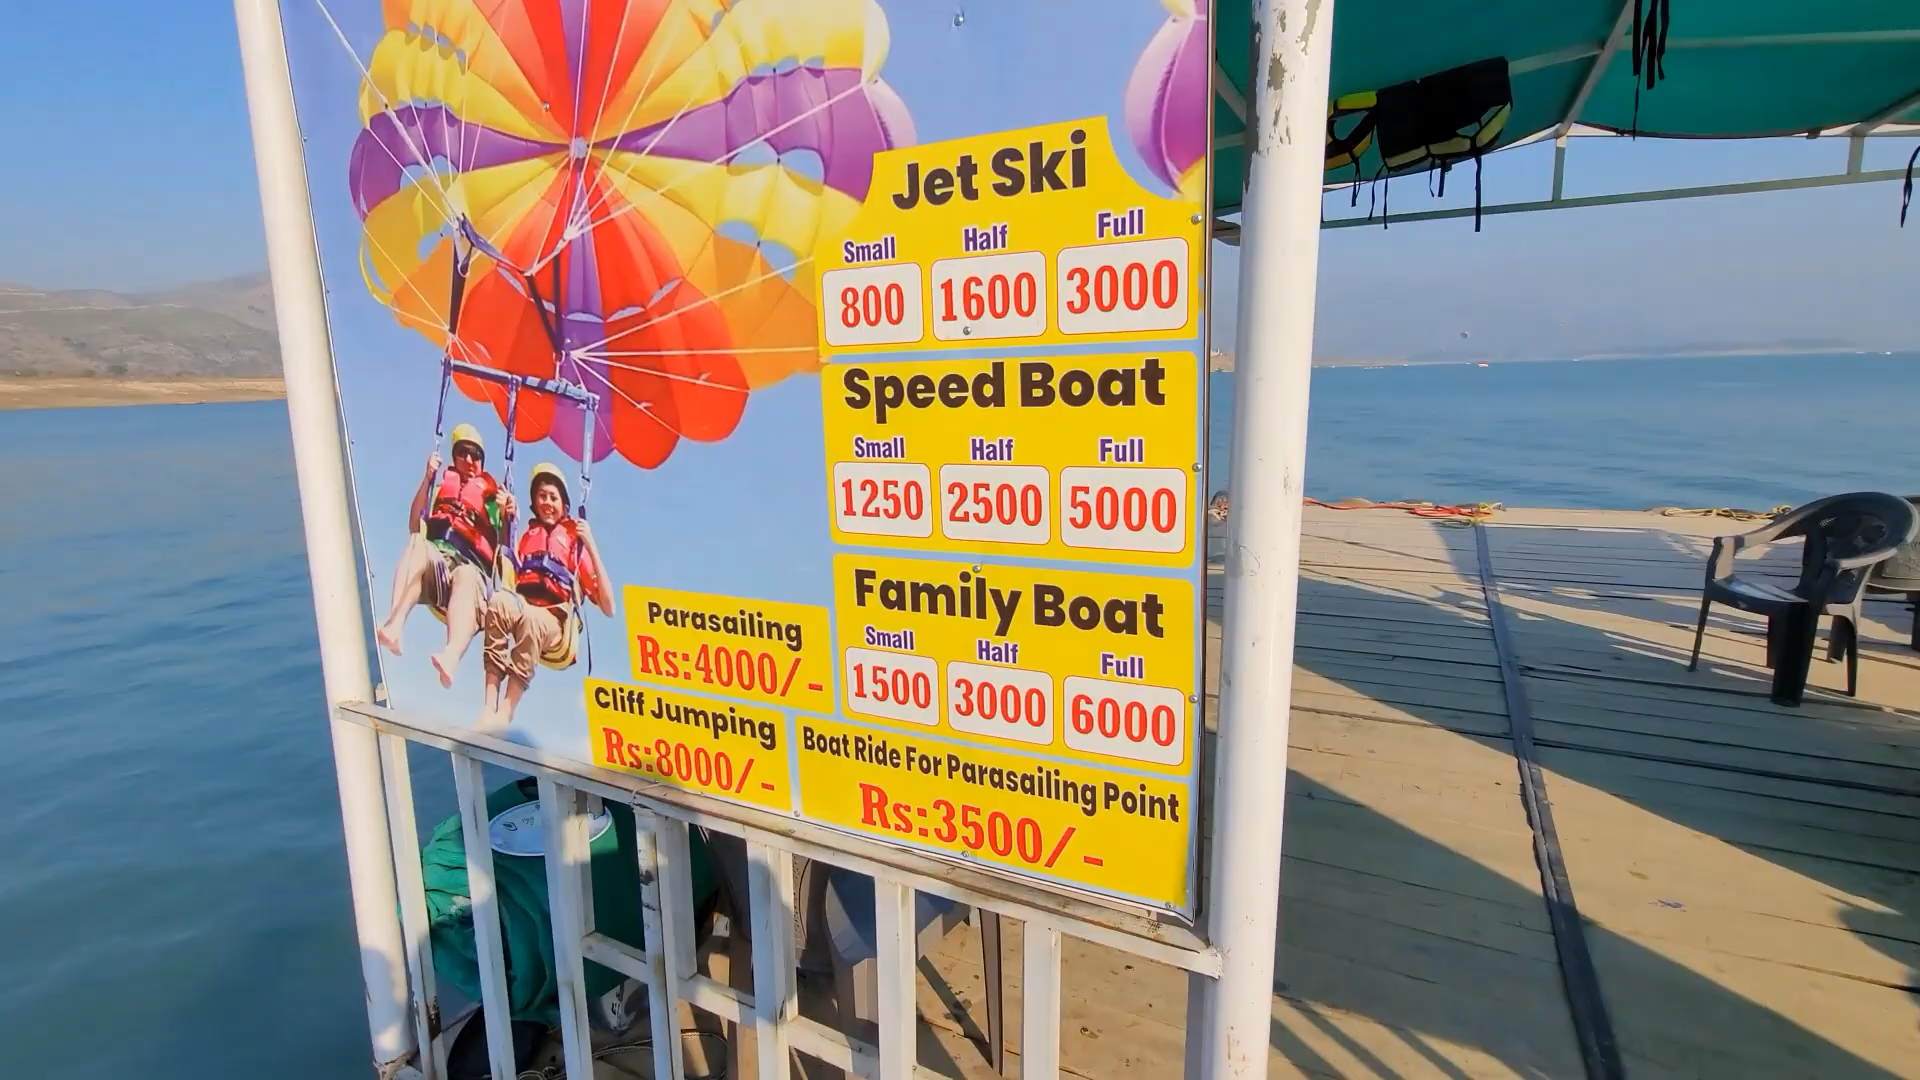 Jet Ski
Small Half Full
800 1600 3000
Speed Boat
Small Half Full
1250 2500 5000
Family Boat
Small Half Full
1500 3000 6000
Parasailing
Rs:4000/-
Cliff Jumping
Rs:8000/-
Boat Ride For Parasailing Point
Rs:3500/-